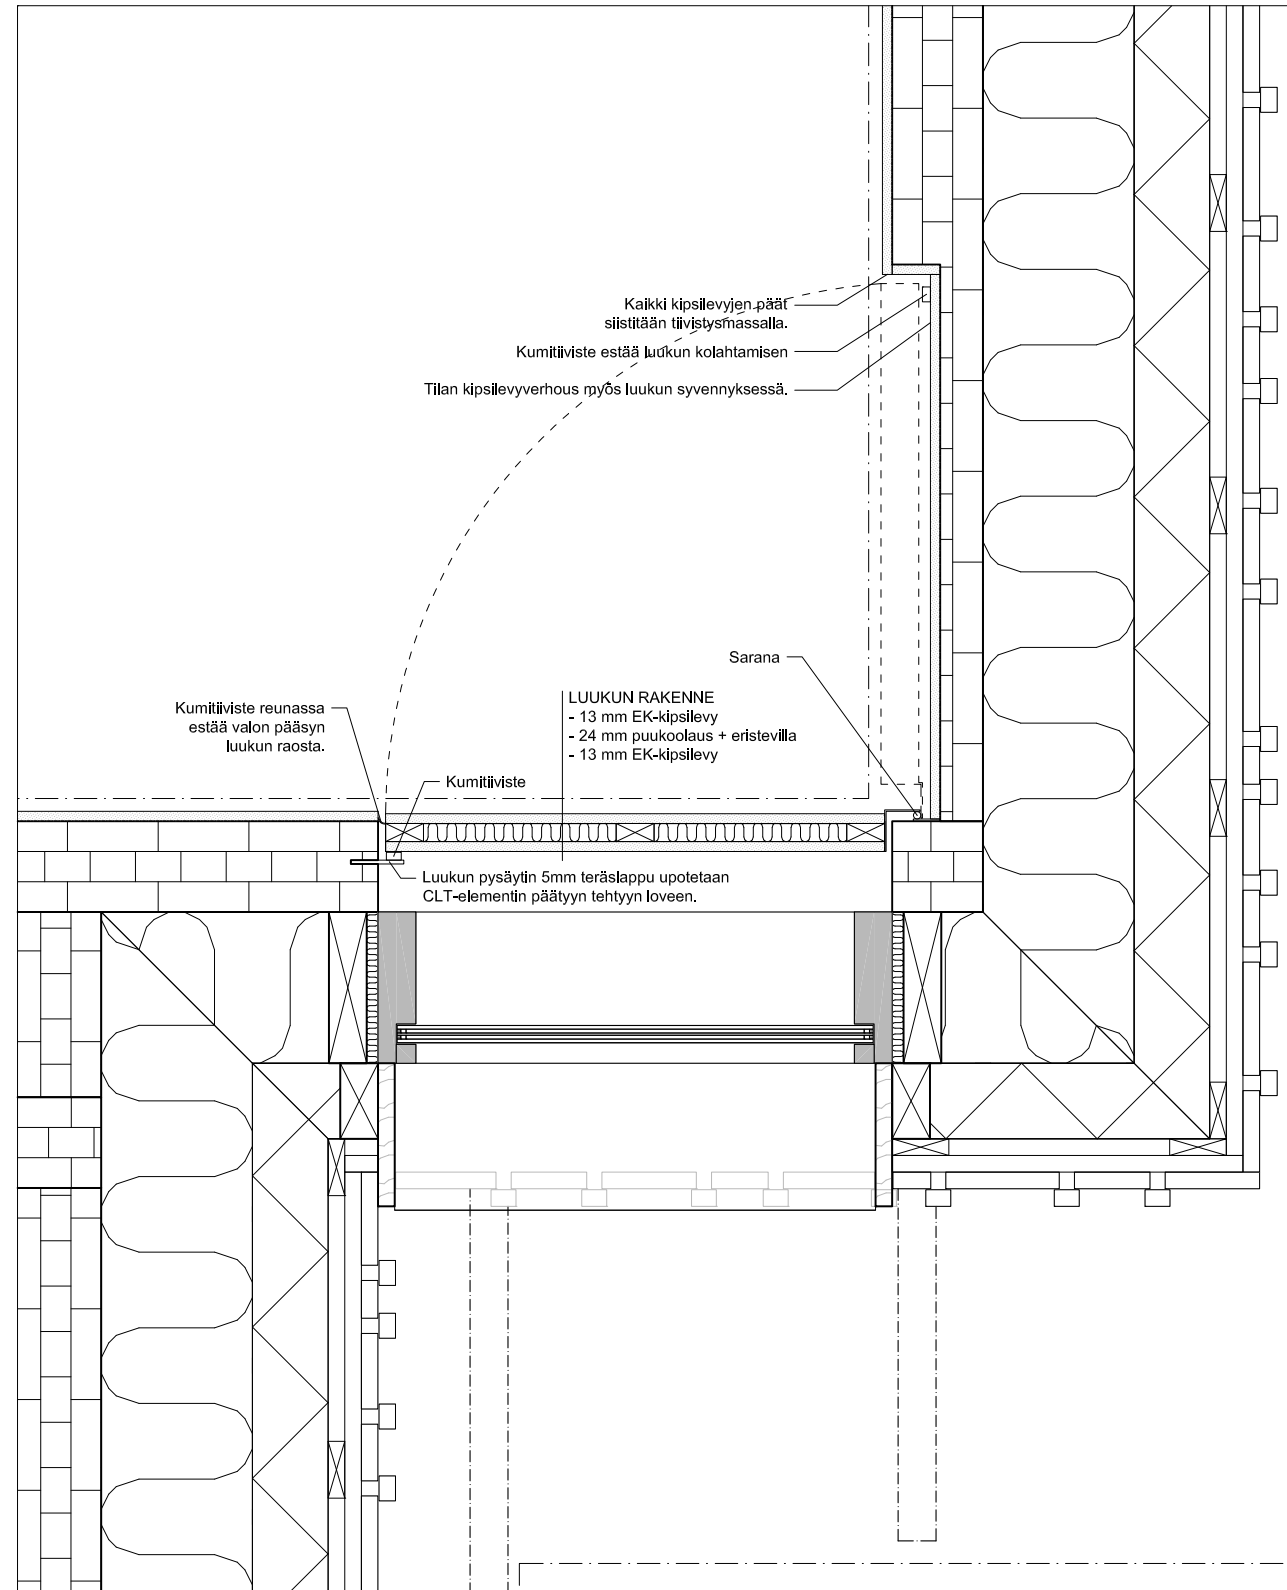 Kaikki kipsilevyjen päät
siistitään tiivistysmassalla.
Kumitiiviste estää luukun kolahtamisen
Tilan kipsilevyverhous myös luukun syvennyksessä.
Sarana
LUUKUN RAKENNE
- 13 mm EK-kipsilevy
- 24 mm puukoolaus + eristevilla
- 13 mm EK-kipsilevy
Kumitiiviste reunassa
estää valon pääsyn
luukun raosta.
Kumitiiviste
Luukun pysäytin 5mm teräslappu upotetaan
CLT-elementin päätyyn tehtyyn loveen.